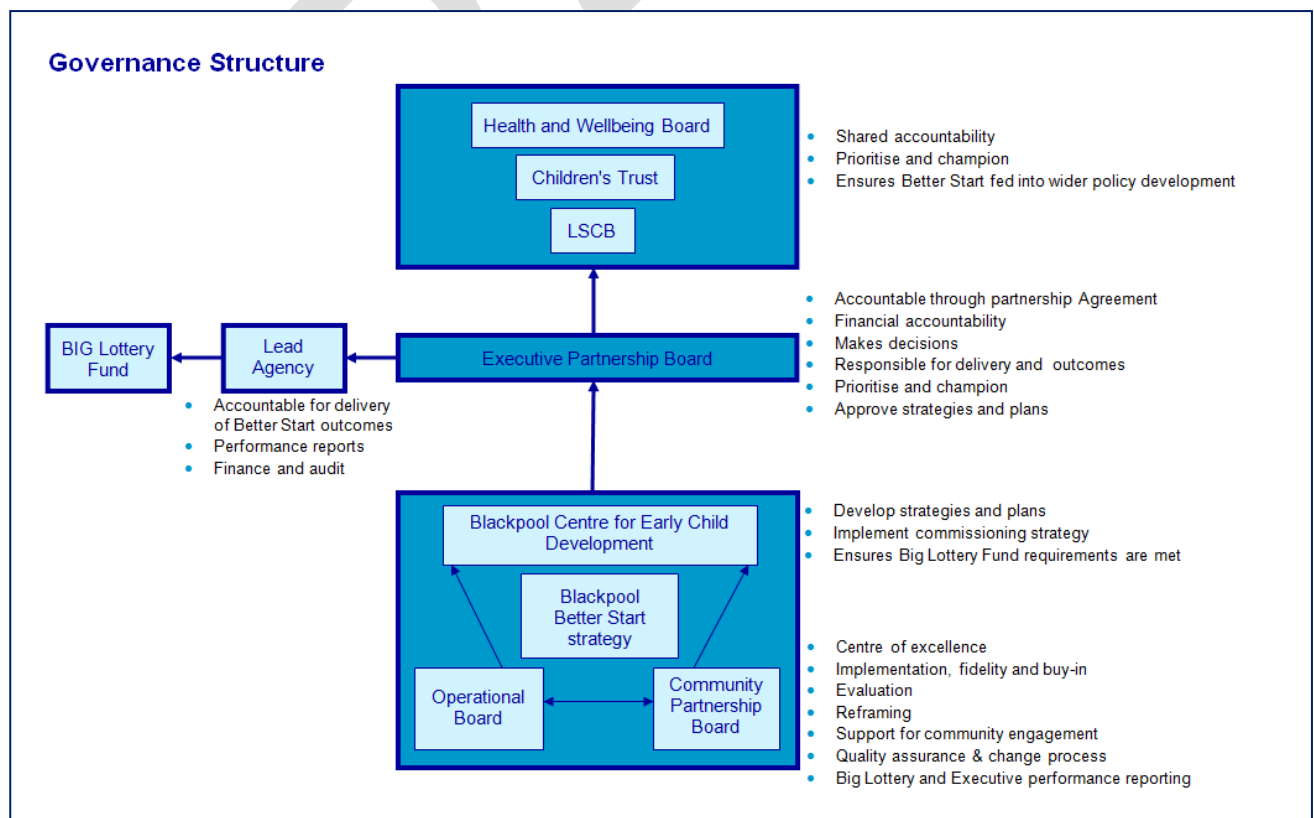 Governance Structure
Health and Wellbeing Board
Children's Trust
LSCB
• Shared accountability
• Prioritise and champion
• Ensures Better Start fed into wider policy development
BIG Lottery
Fund
Lead
Agency
Executive Partnership Board
• Accountable through partnership Agreement
• Financial accountability
• Makes decisions
• Responsible for delivery and outcomes
• Prioritise and champion
• Approve strategies and plans
• Accountable for delivery
of Better Start outcomes
• Performance reports
• Finance and audit
Blackpool Centre for Early Child
Development
Blackpool
Better Start
strategy
Operational
Board
Community
Partnership
Board
• Develop strategies and plans
• Implement commissioning strategy
• Ensures Big Lottery Fund requirements are met
• Centre of excellence
• Implementation, fidelity and buy-in
• Evaluation
• Reframing
• Support for community engagement
• Quality assurance & change process
• Big Lottery and Executive performance reporting